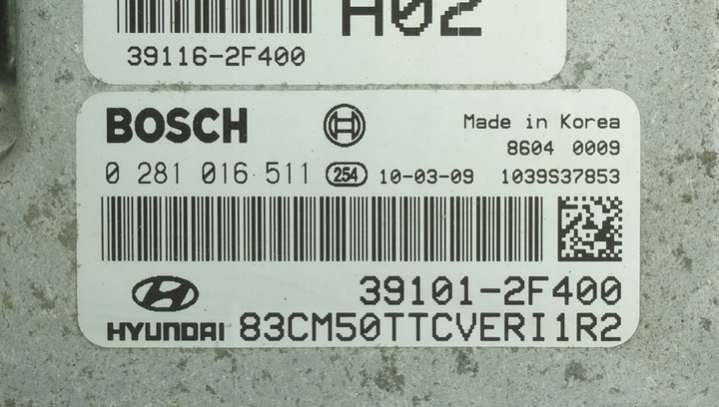 H02
39116-2F400
BOSCH
Made in Korea
8604 0009
0 281 016 511 254 10-03-09 1039S37853
39101-2F400
HYUNDAI 83CM50TTCVERI1R2